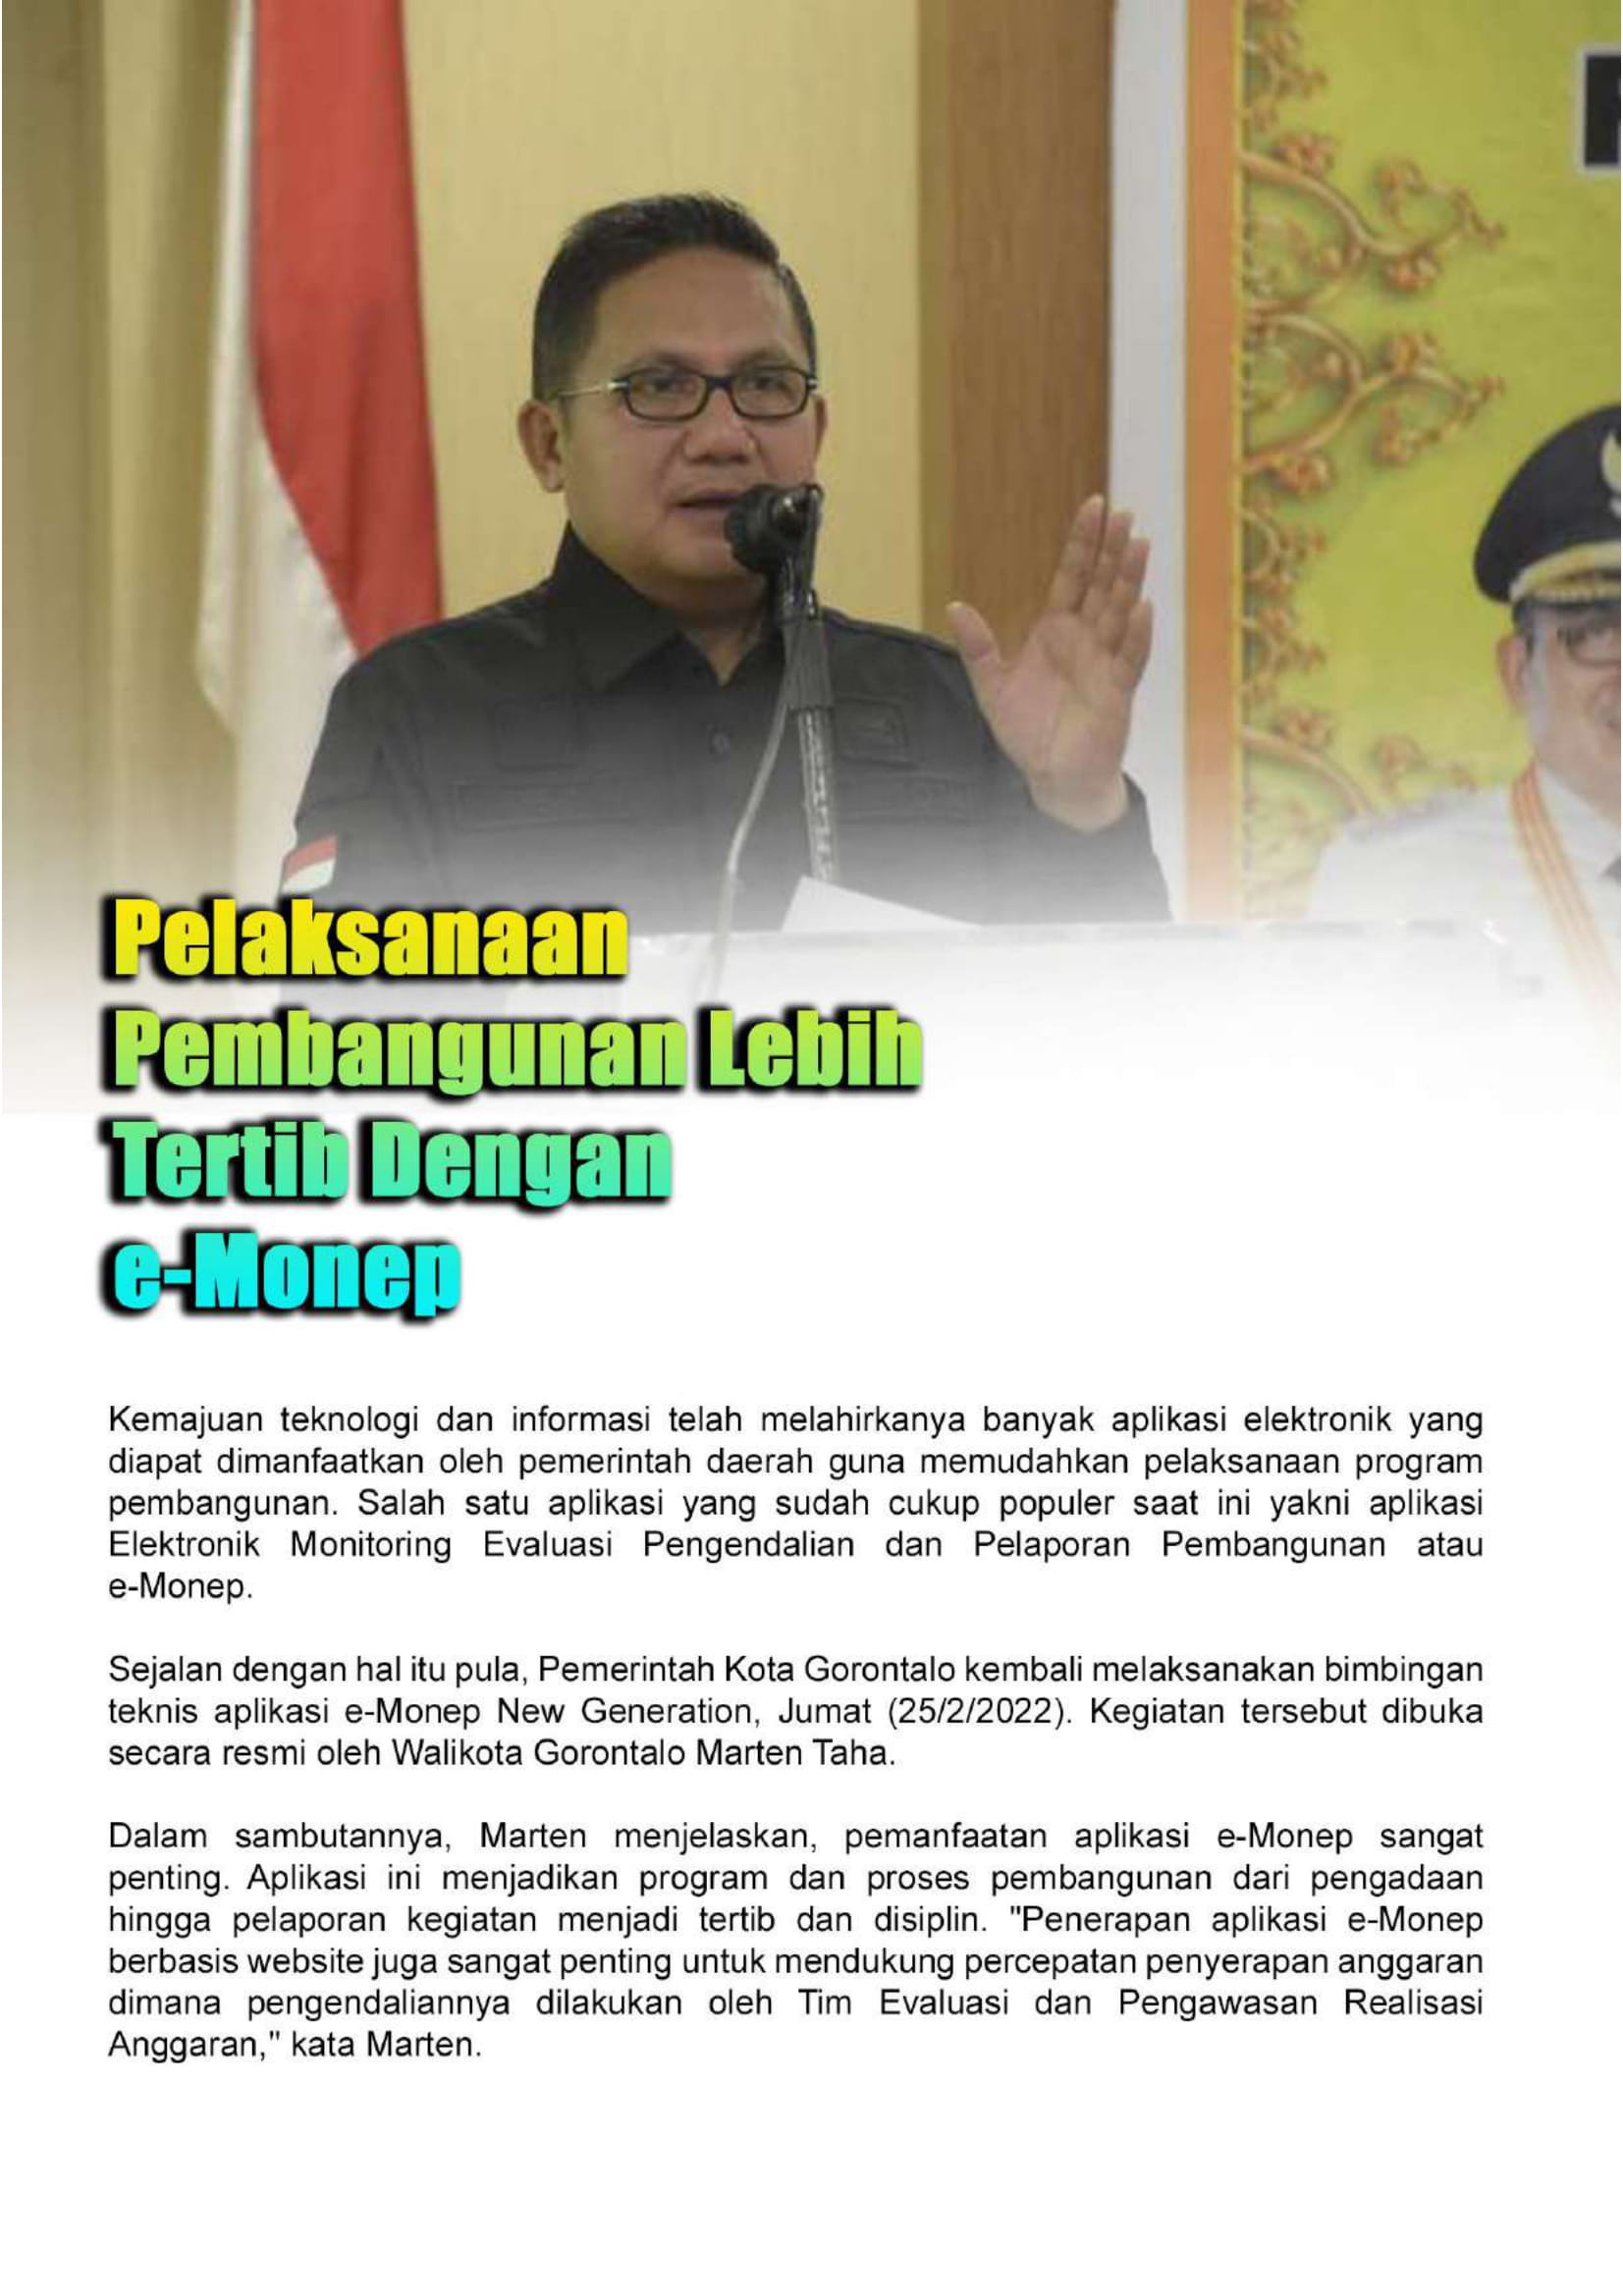 Pelaksanaan
Pembangunan Lebih
Tertib Dengan
e-Monep
Kemajuan teknologi dan informasi telah melahirkanya banyak aplikasi elektronik yang
diapat dimanfaatkan oleh pemerintah daerah guna memudahkan pelaksanaan program
pembangunan. Salah satu aplikasi yang sudah cukup populer saat ini yakni aplikasi
Elektronik Monitoring Evaluasi Pengendalian dan Pelaporan Pembangunan atau
e-Monep.
Sejalan dengan hal itu pula, Pemerintah Kota Gorontalo kembali melaksanakan bimbingan
teknis aplikasi e-Monep New Generation, Jumat (25/2/2022). Kegiatan tersebut dibuka
secara resmi oleh Walikota Gorontalo Marten Taha.
Dalam sambutannya, Marten menjelaskan, pemanfaatan aplikasi e-Monep sangat
penting. Aplikasi ini menjadikan program dan proses pembangunan dari pengadaan
hingga pelaporan kegiatan menjadi tertib dan disiplin. "Penerapan aplikasi e-Monep
berbasis website juga sangat penting untuk mendukung percepatan penyerapan anggaran
dimana pengendaliannya dilakukan oleh Tim Evaluasi dan Pengawasan Realisasi
Anggaran," kata Marten.